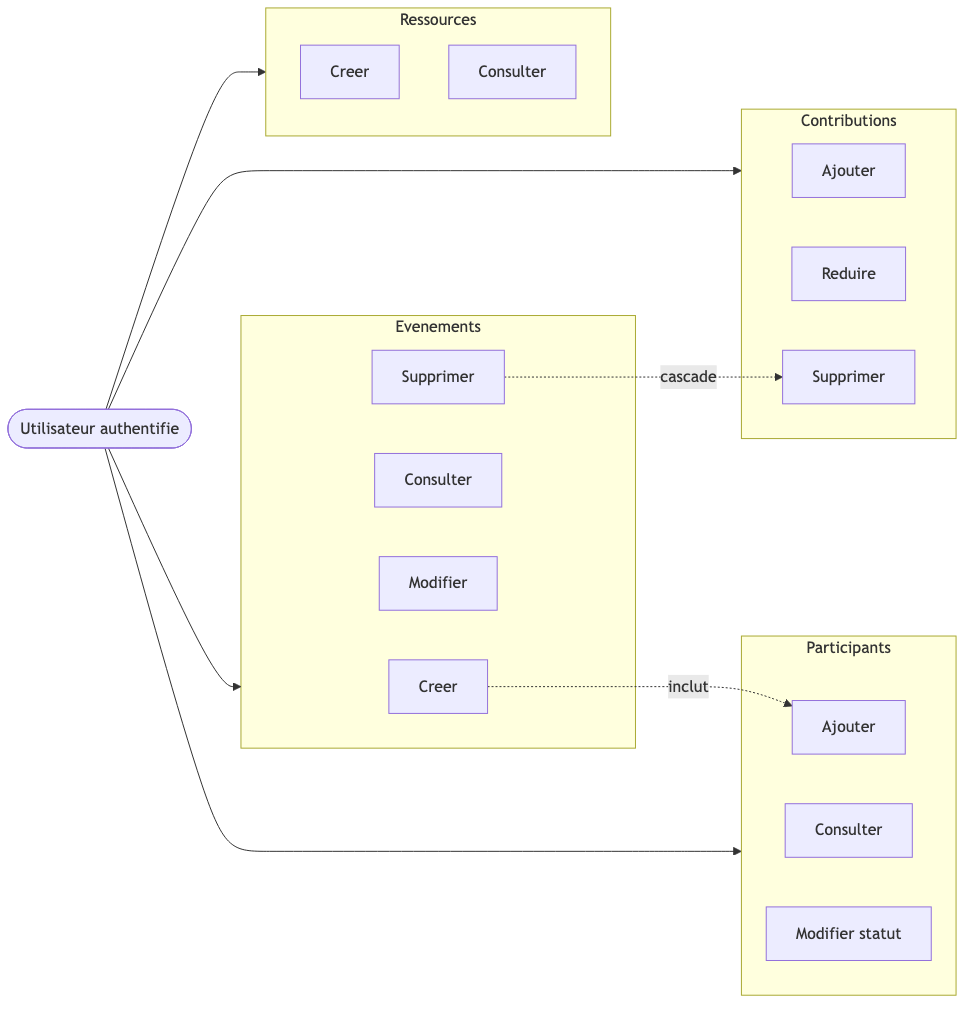 Ressources
Creer
Consulter
Contributions
Ajouter
Reduire
Supprimer
Evenements
Supprimer
cascade
Consulter
Modifier
Creer
inclut
Utilisateur authentifie
Participants
Ajouter
Consulter
Modifier statut